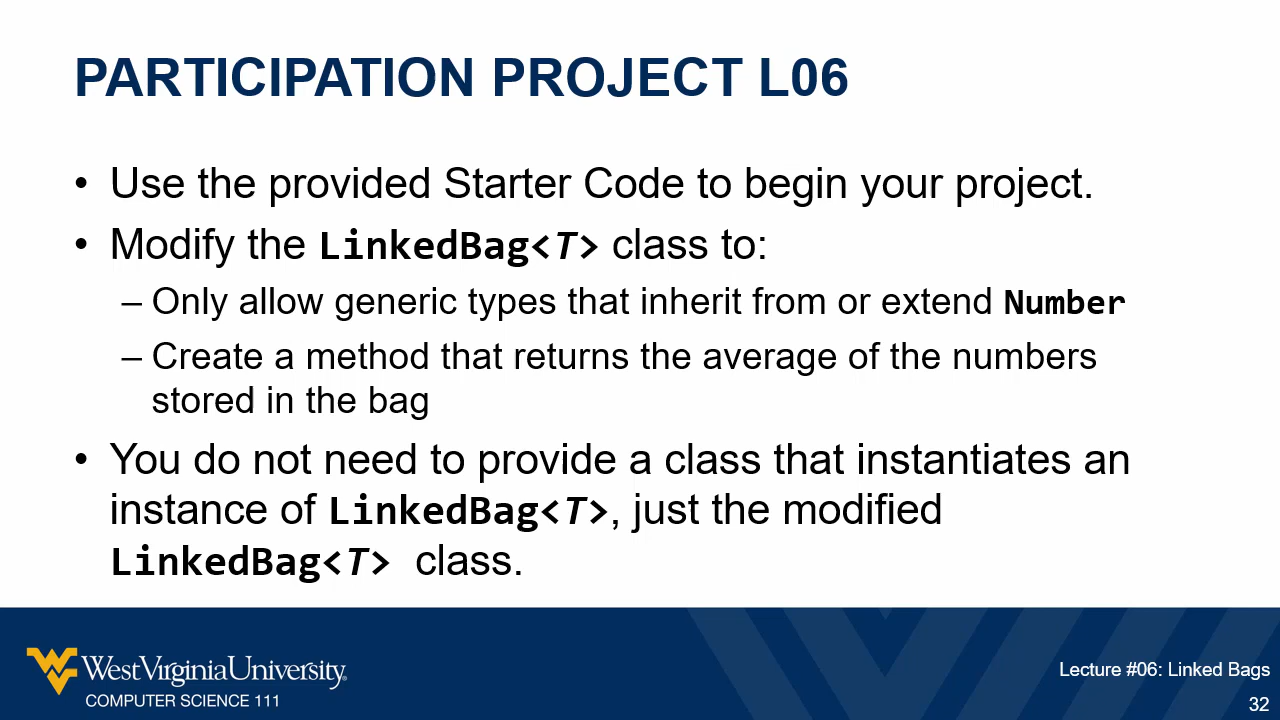 PARTICIPATION PROJECT L06
• Use the provided Starter Code to begin your project.
• Modify the LinkedBag<T> class to:
– Only allow generic types that inherit from or extend Number
– Create a method that returns the average of the numbers
stored in the bag
• You do not need to provide a class that instantiates an
instance of LinkedBag<T>, just the modified
LinkedBag<T> class.
WestVirginiaUniversity.
COMPUTER SCIENCE 111
Lecture #06: Linked Bags
32